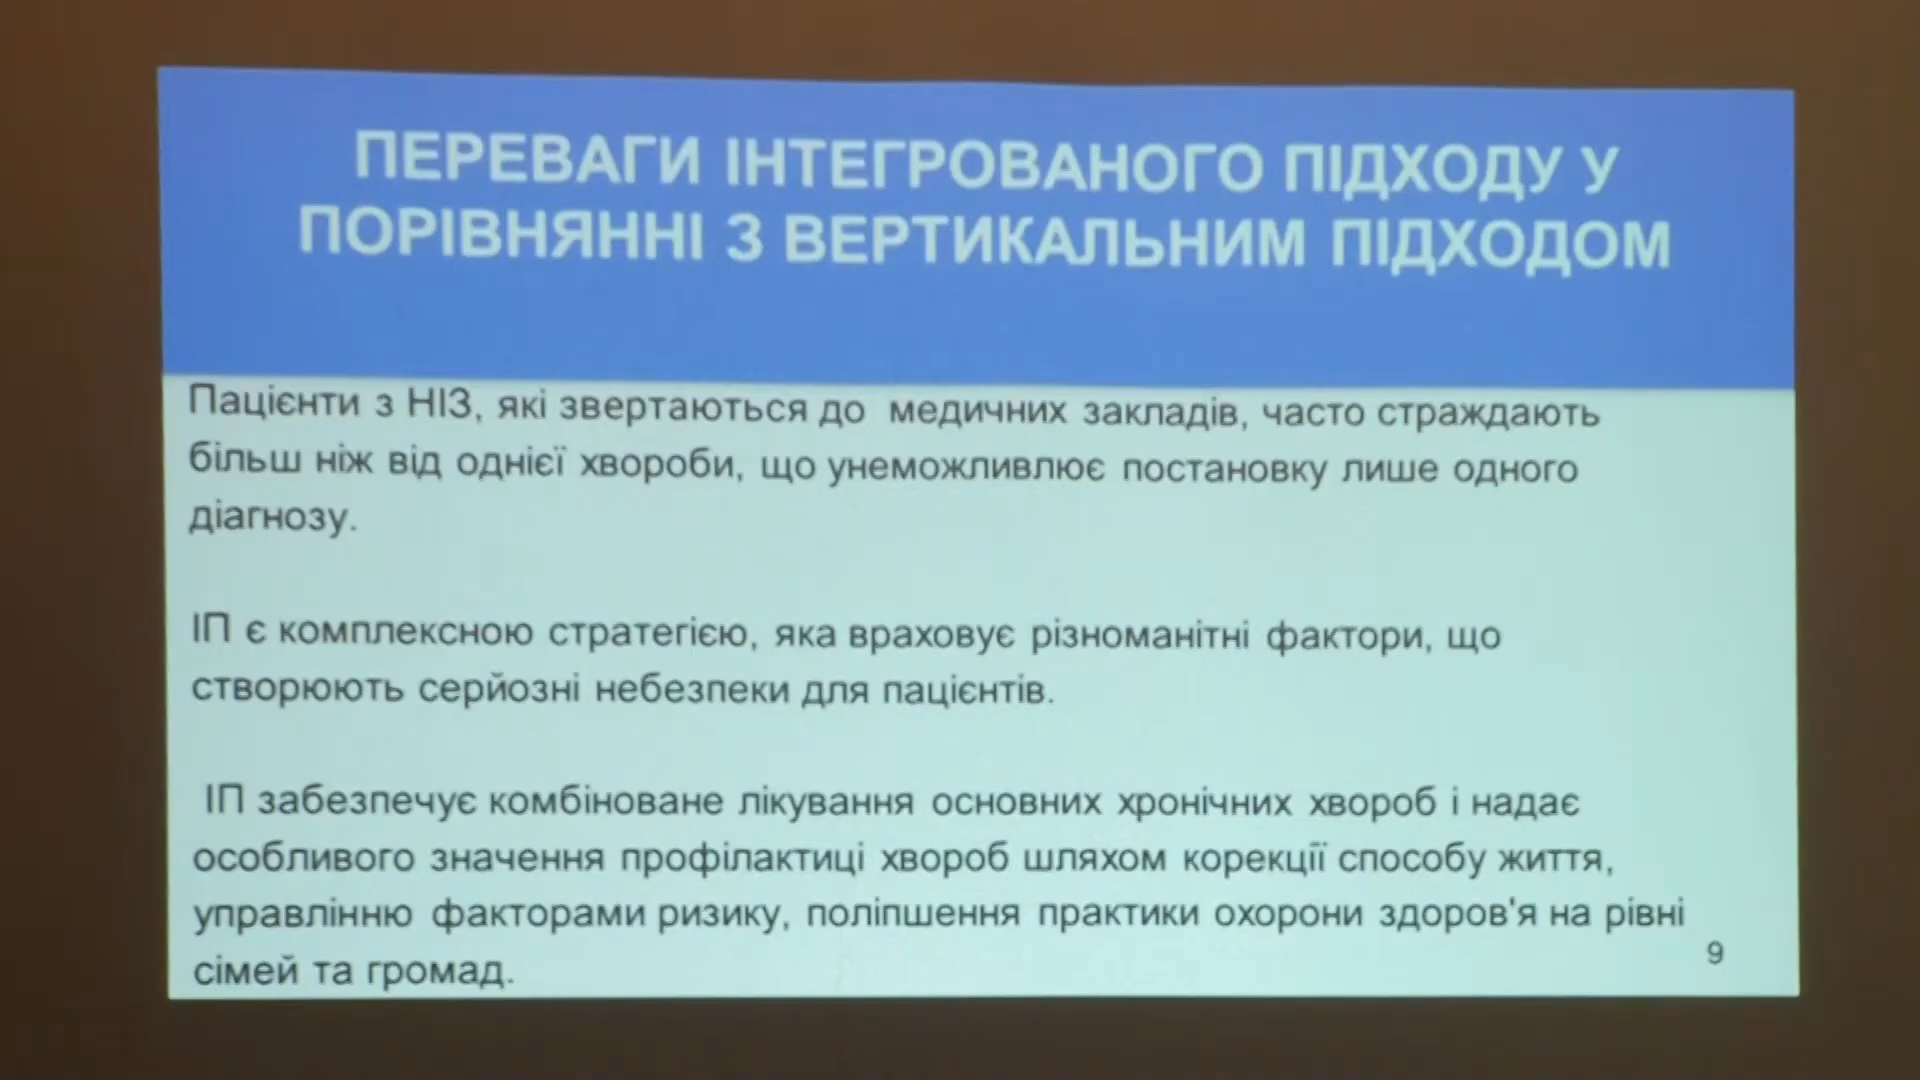 ПЕРЕВАГИ ІНТЕГРОВАНОГО ПІДХОДУ У
ПОРІВНЯННІ З ВЕРТИКАЛЬНИМ ПІДХОДОМ
Пацієнти з НІЗ, які звертаються до медичних закладів, часто страждають
більш ніж від однієї хвороби, що унеможливлює постановку лише одного
діагнозу.
ІП є комплексною стратегією, яка враховує різноманітні фактори, що
створюють серйозні небезпеки для пацієнтів.
ІП забезпечує комбіноване лікування основних хронічних хвороб і надає
особливого значення профілактиці хвороб шляхом корекції способу життя,
управлінню факторами ризику, поліпшення практики охорони здоров'я на рівні
сімей та громад.
9